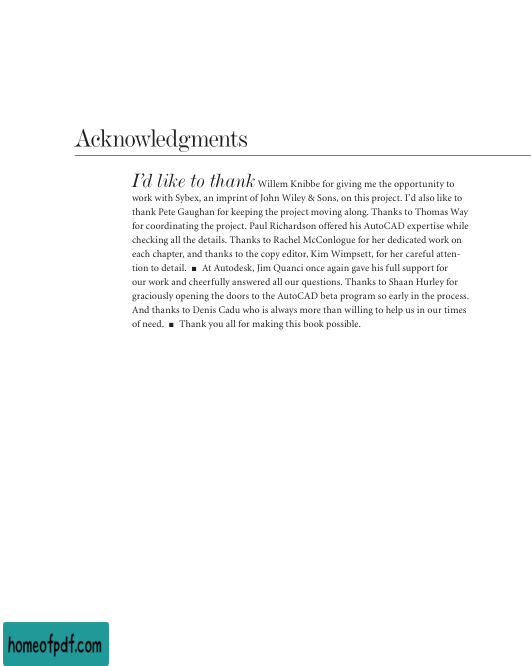 Acknowledgments
I'd like to thank Willem Knibbe for giving me the opportunity to
work with Sybex, an imprint of John Wiley & Sons, on this project. I'd also like to
thank Pete Gaughan for keeping the project moving along. Thanks to Thomas Way
for coordinating the project. Paul Richardson offered his AutoCAD expertise while
checking all the details. Thanks to Rachel McConlogue for her dedicated work on
each chapter, and thanks to the copy editor, Kim Wimpsett, for her careful atten-
tion to detail. ■ At Autodesk, Jim Quanci once again gave his full support for
our work and cheerfully answered all our questions. Thanks to Shaan Hurley for
graciously opening the doors to the AutoCAD beta program so early in the process.
And thanks to Denis Cadu who is always more than willing to help us in our times
of need. ■ Thank you all for making this book possible.
homeofpdf.com